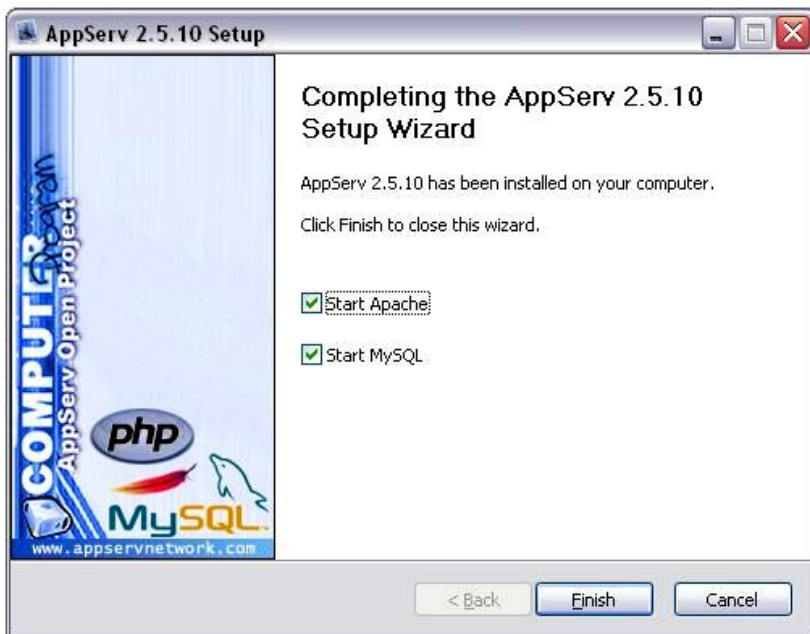 AppServ 2.5.10 Setup
COMPUTER
Program
AppServ Open Project
php
MySQL
www.appservnetwork.com
Completing the AppServ 2.5.10
Setup Wizard
AppServ 2.5.10 has been installed on your computer.
Click Finish to close this wizard.
Start Apache
Start MySQL
< Back
Finish
Cancel